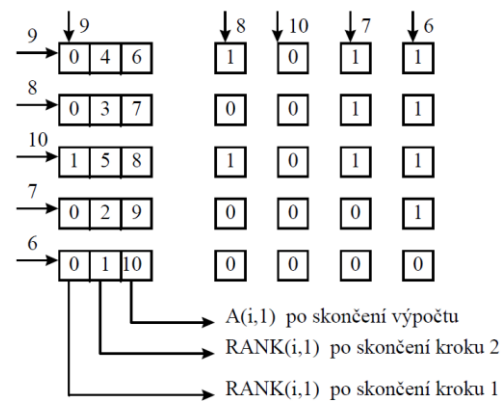 9 8 10 7 6
9
0 4 6 1 0 1 1
8
0 3 7 0 0 1 1
10
1 5 8 1 0 1 1
7
0 2 9 0 0 0 1
6
0 1 10 0 0 0 0
A(i,1) po skončení výpočtu
RANK(i,1) po skončení kroku 2
RANK(i,1) po skončení kroku 1